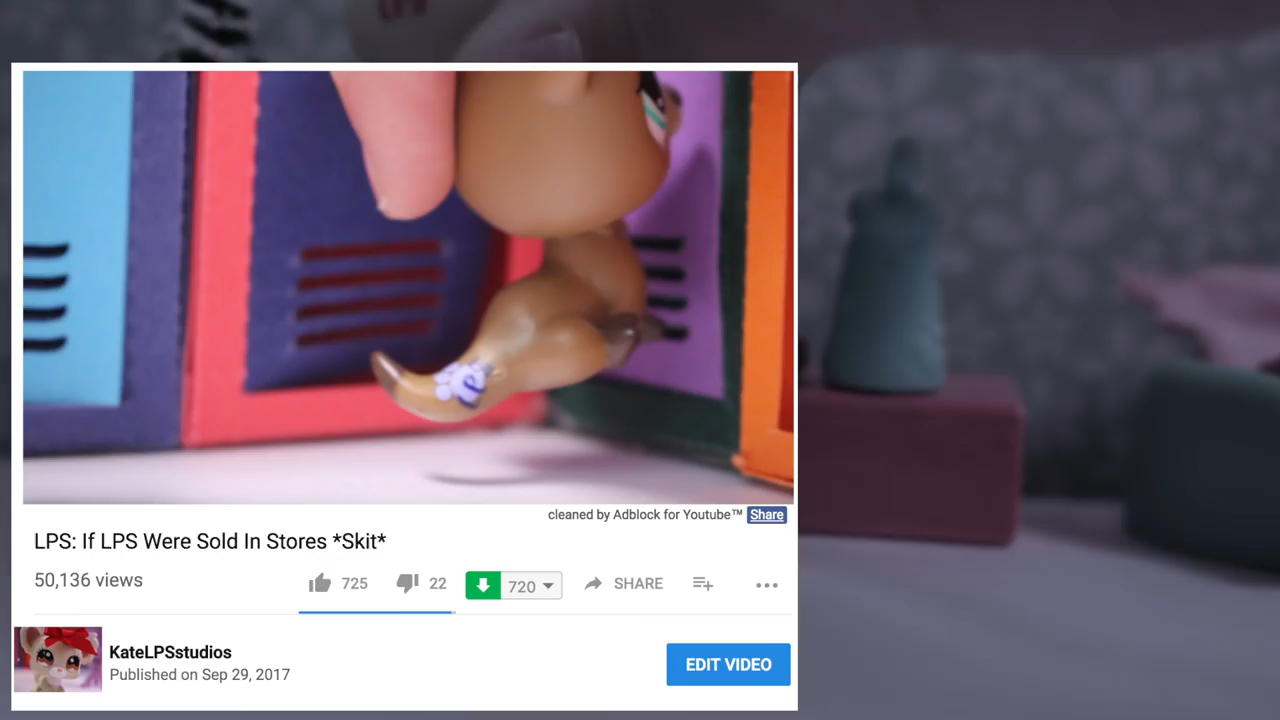 cleaned by Adblock for Youtube™ Share
LPS: If LPS Were Sold In Stores *Skit*
50,136 views
725
22
720
SHARE
KateLPSstudios
Published on Sep 29, 2017
EDIT VIDEO